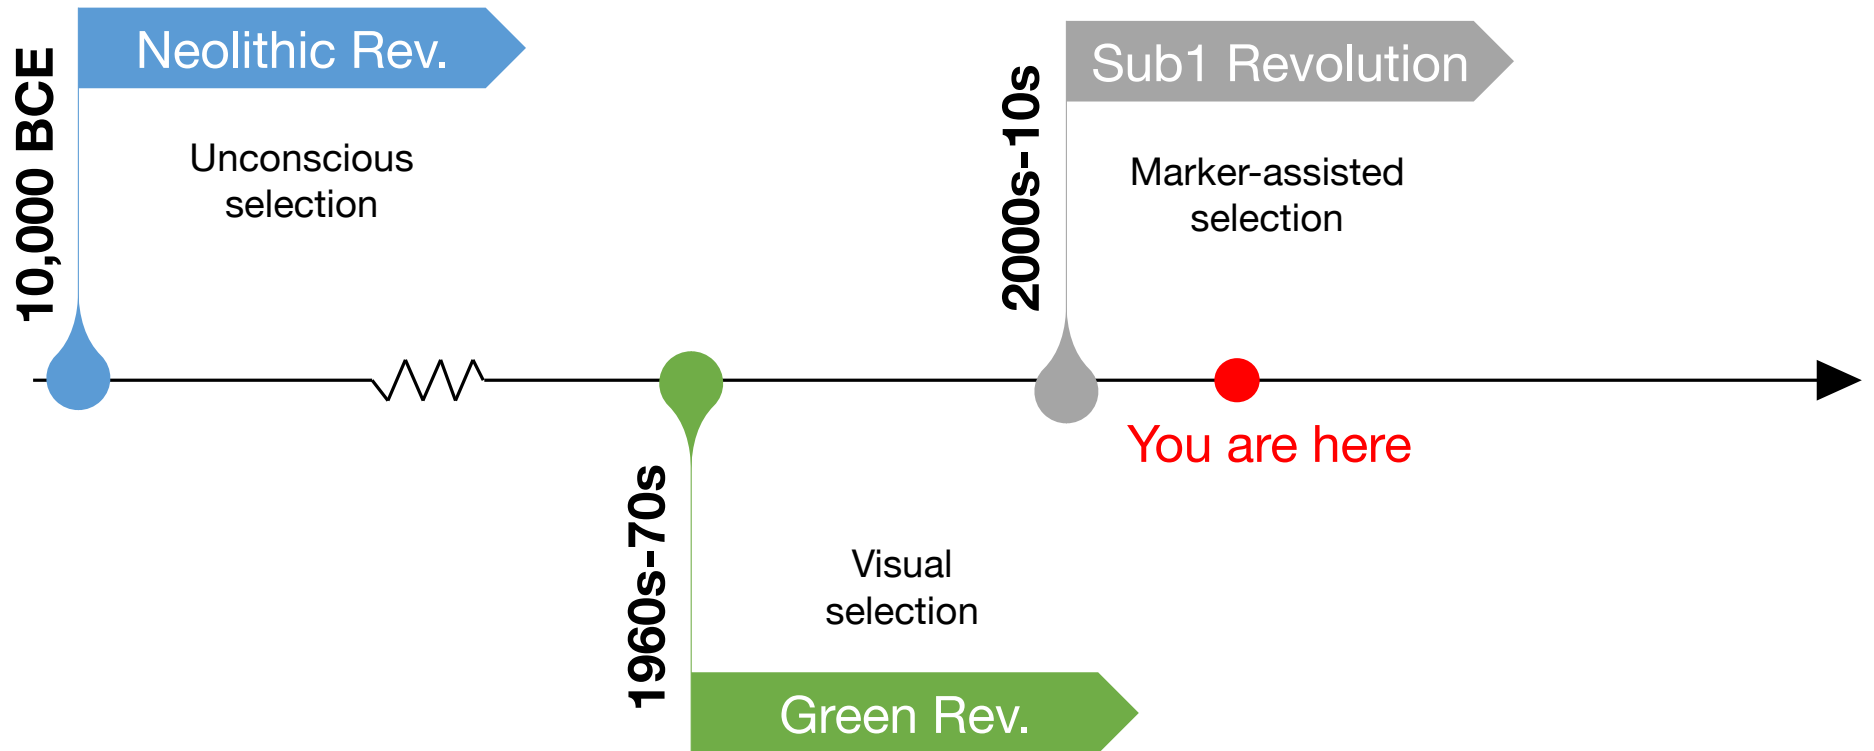 10,000 BCE
Neolithic Rev.
Unconscious
selection
1960s-70s
Visual
selection
Green Rev.
2000s-10s
Sub1 Revolution
Marker-assisted
selection
You are here